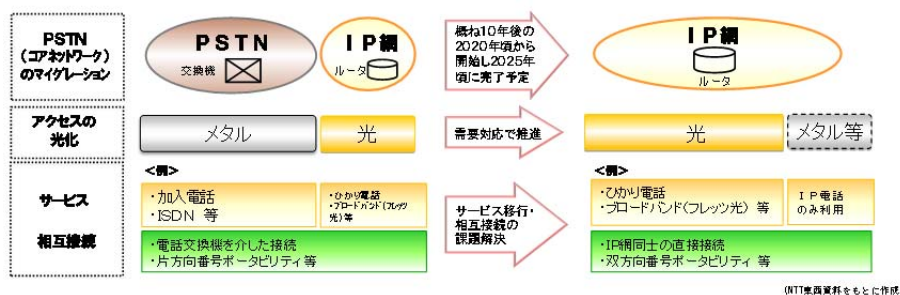 PSTN
(コアネットワーク)
のマイグレーション
PSTN
交換機
IP網
ルータ
概ね10年後の
2020年頃から
開始し2025年
頃に完了予定
IP網
ルータ
アクセスの
光化
メタル
光
需要対応で推進
光
メタル等
サービス
<例>
・加入電話
・ISDN 等
・ひかり電話
・ブロードバンド(フレッツ
光)等
サービス移行・
相互接続の
課題解決
<例>
・ひかり電話
・ブロードバンド(フレッツ光) 等
IP電話
のみ利用
相互接続
・電話交換機を介した接続
・片方向番号ポータビリティ等
・IP網同士の直接接続
・双方向番号ポータビリティ 等
(NTT東西資料をもとに作成